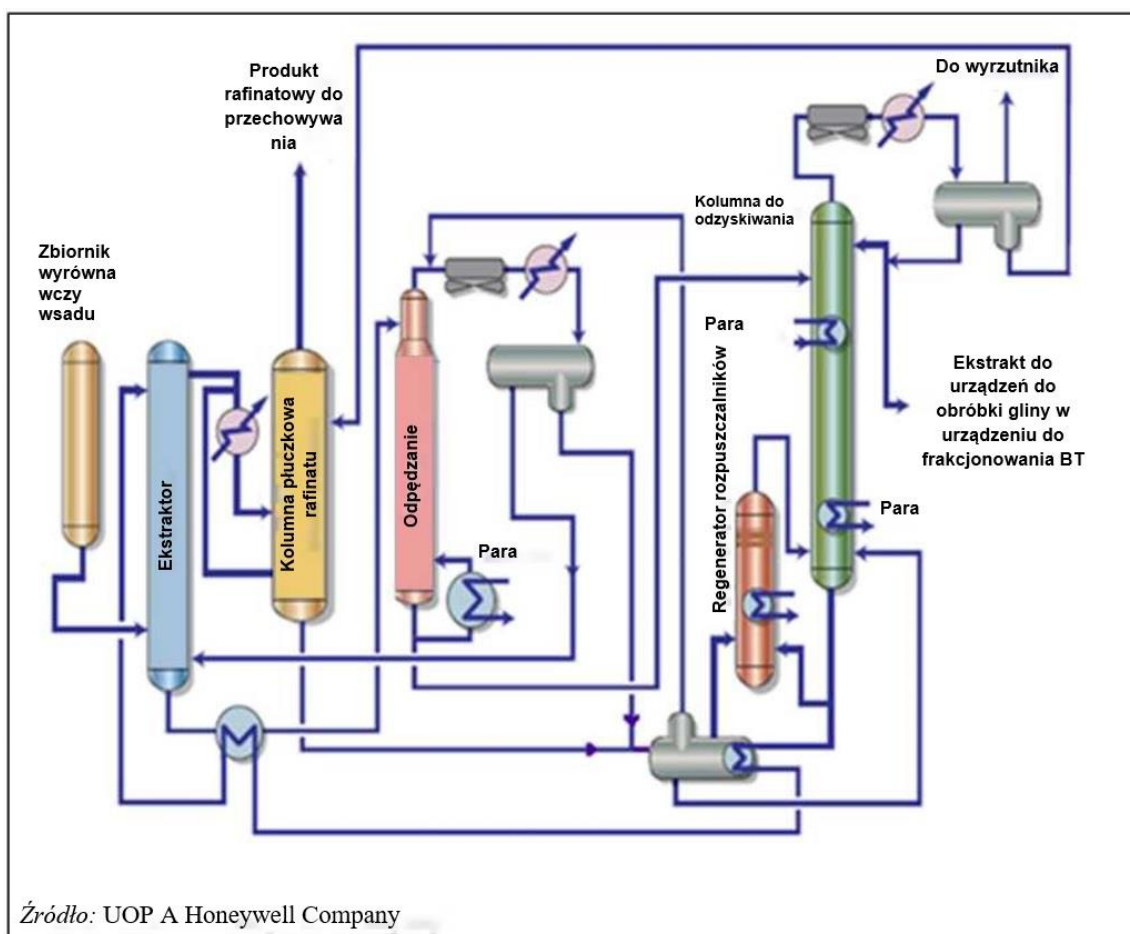 Produkt
rafinatowy do
przechowywa
nia
Do wyrzutnika
Kolumna do
odzyskiwania
Zbiornik
wyrówna
wczy
wsadu
Ekstraktor
Kolumna płuczkowa
rafinatu
Odpędzanie
Para
Regenerator rozpuszczalników
Para
Ekstrakt do
urządzeń do
obróbki gliny w
urządzeniu do
frakcjonowania BT
Para
Źródło: UOP A Honeywell Company